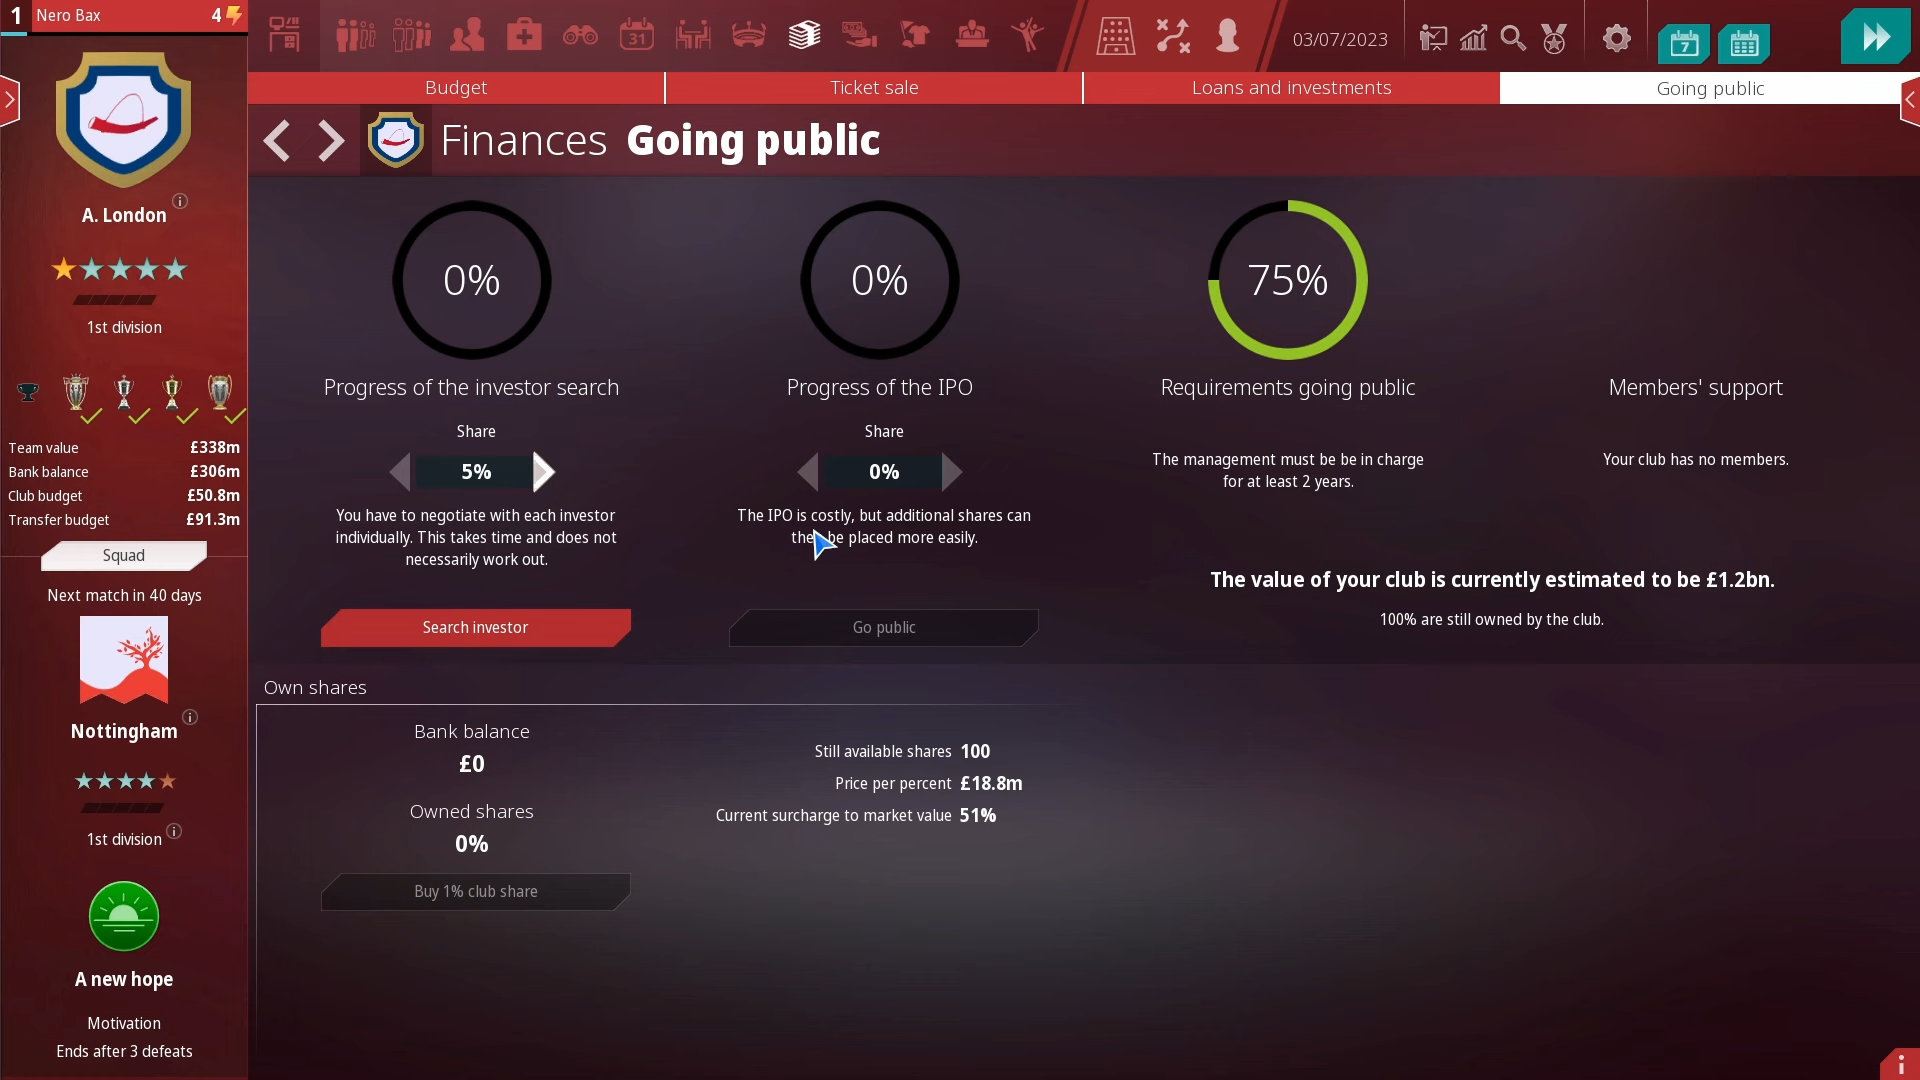 1 Nero Bax 4
31
03/07/2023
7
Budget
Ticket sale
Loans and investments
Going public
Finances Going public
A. London
1st division
Team value £338m
Bank balance £306m
Club budget £50.8m
Transfer budget £91.3m
Squad
Next match in 40 days
Nottingham
1st division
A new hope
Motivation
Ends after 3 defeats
0%
Progress of the investor search
Share
5%
You have to negotiate with each investor
individually. This takes time and does not
necessarily work out.
Search investor
0%
Progress of the IPO
Share
0%
The IPO is costly, but additional shares can
be placed more easily.
Go public
75%
Requirements going public
The management must be be in charge
for at least 2 years.
Members' support
Your club has no members.
The value of your club is currently estimated to be £1.2bn.
100% are still owned by the club.
Own shares
Bank balance
£0
Owned shares
0%
Buy 1% club share
Still available shares 100
Price per percent £18.8m
Current surcharge to market value 51%
i